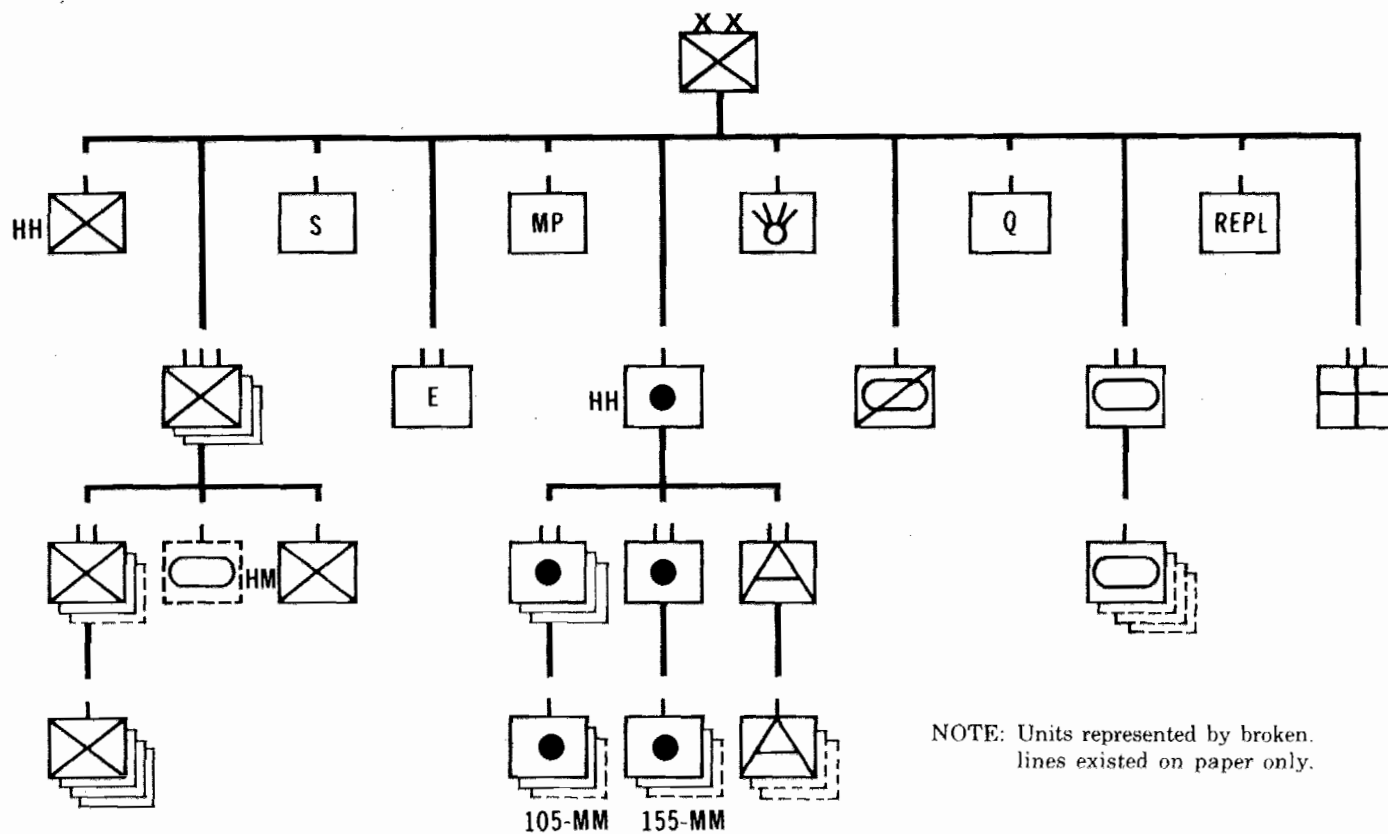 X X
HH
S
MP
Q
REPL
E
HH
HM
105-MM
155-MM
NOTE: Units represented by broken.
lines existed on paper only.